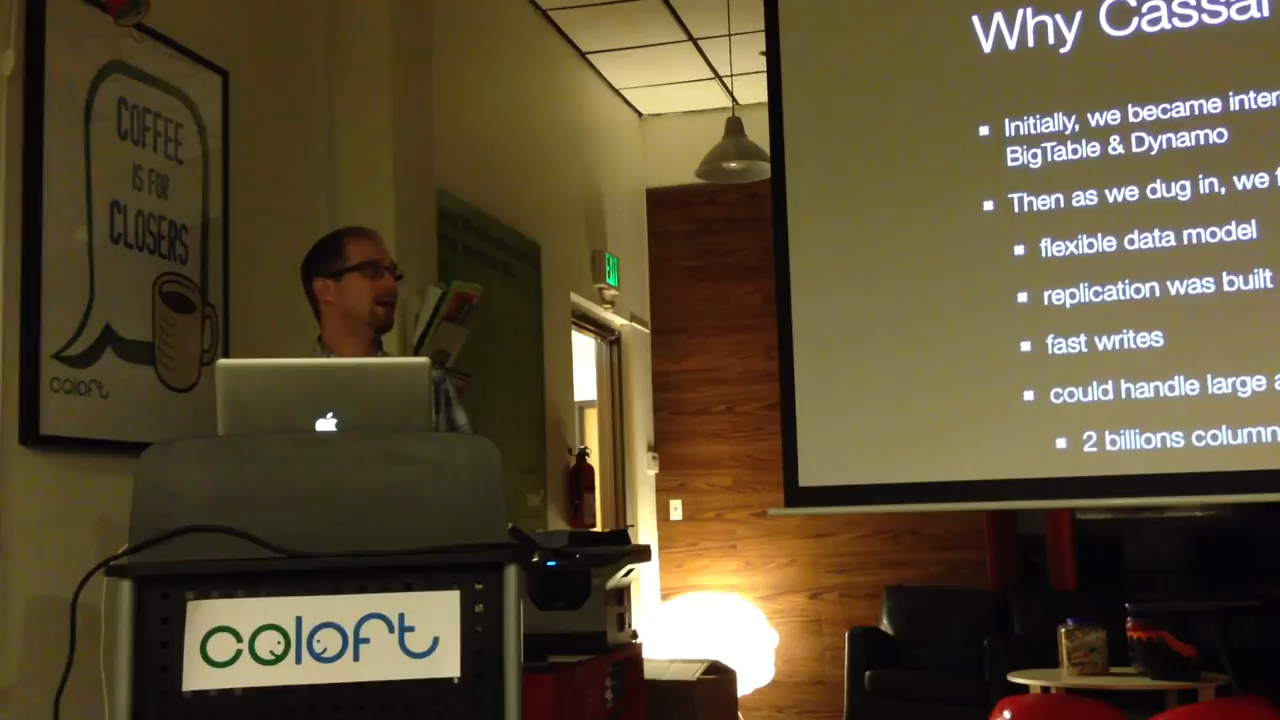 COFFEE
IS FOR
CLOSERS
coloft
EXIT
coloft
Why Cassan
Initially, we became inter
BigTable & Dynamo
Then as we dug in, we f
flexible data model
replication was built
fast writes
could handle large a
2 billions column